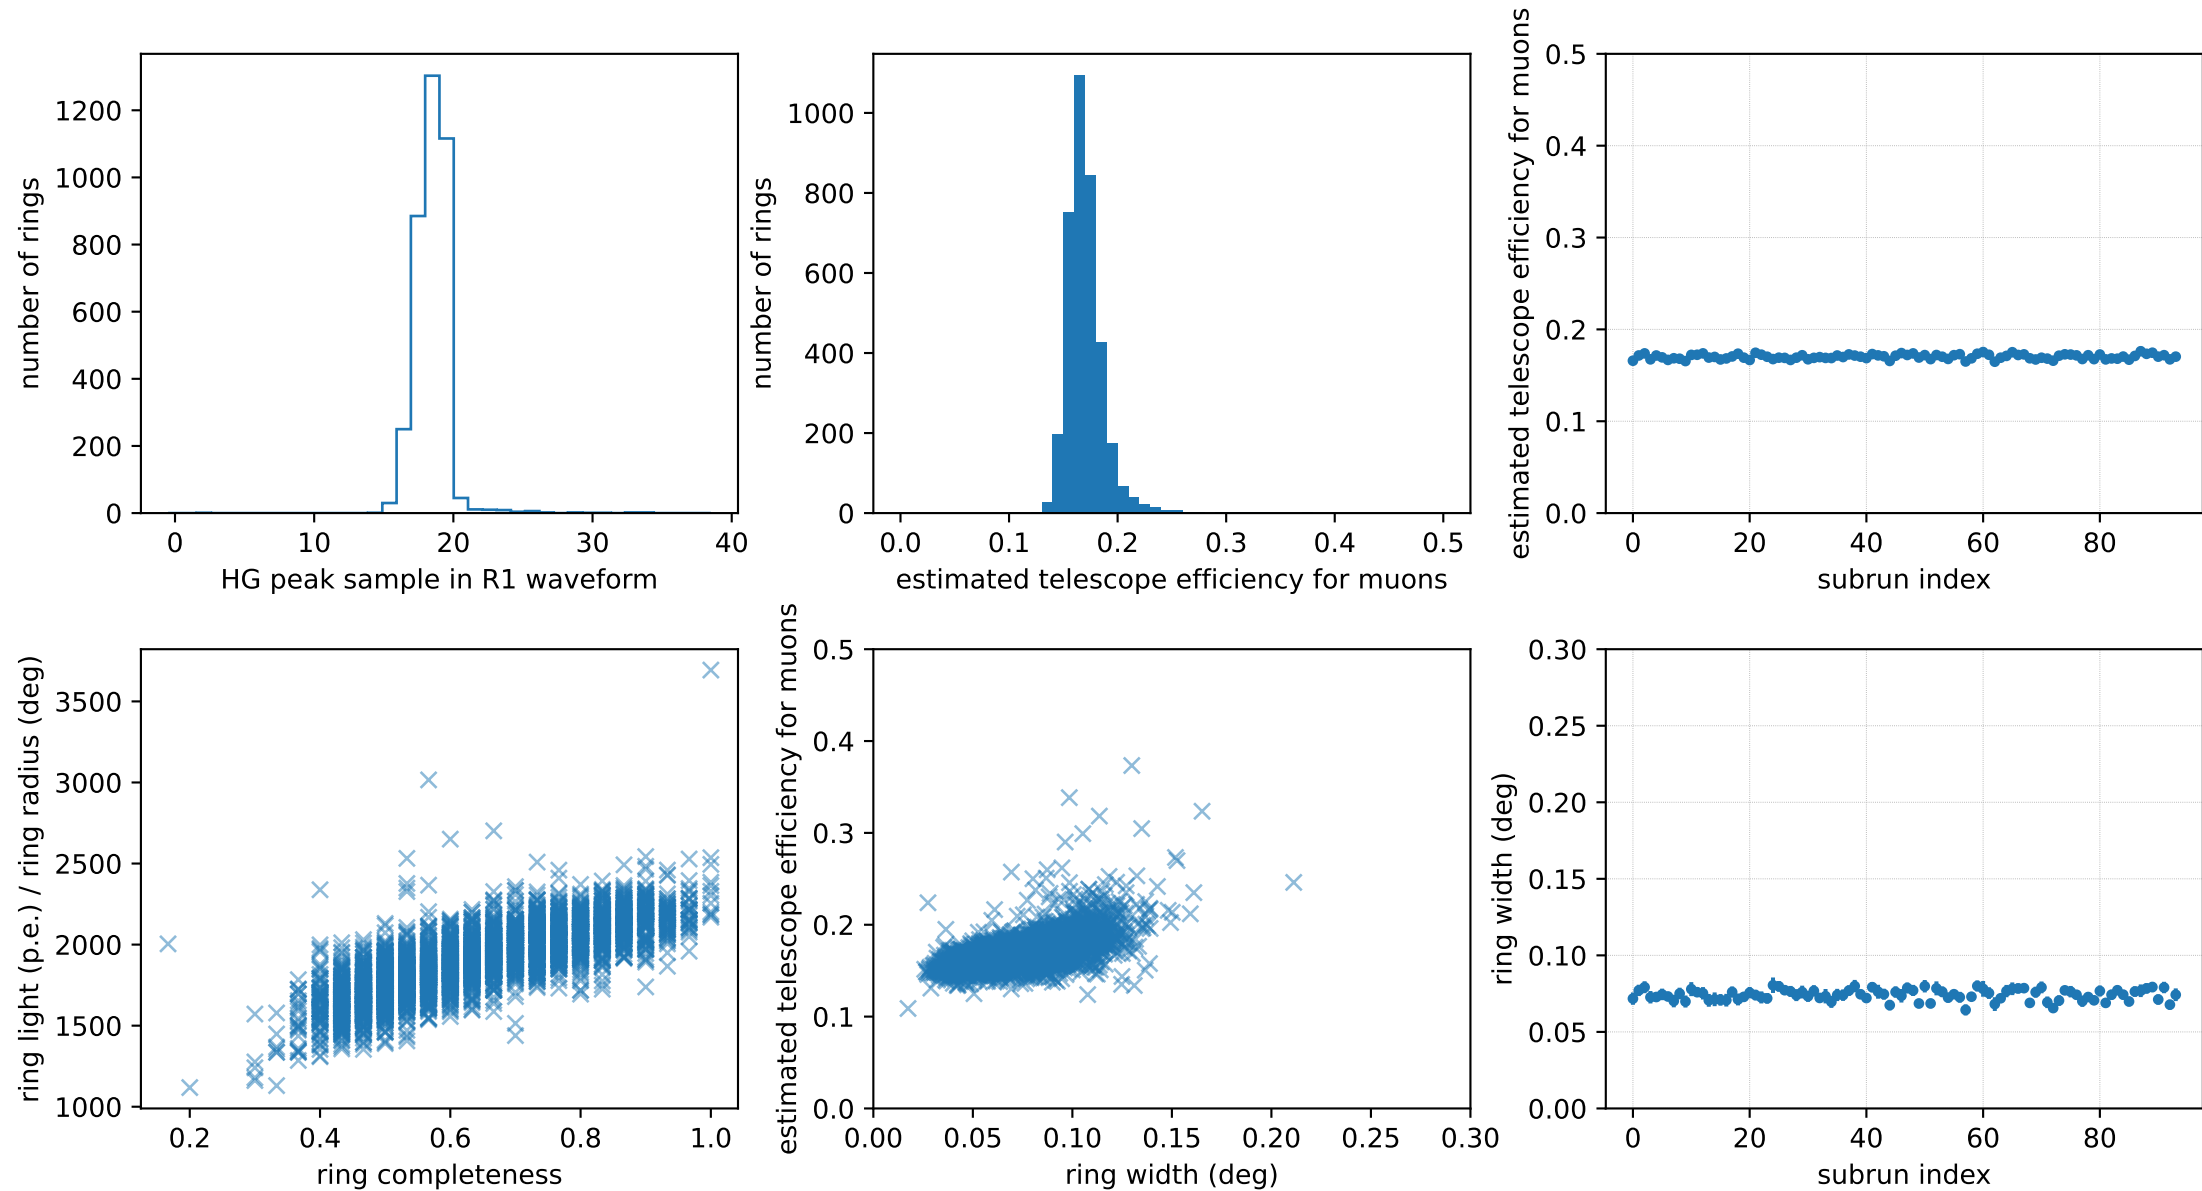 number of rings
1200
1000
800
600
400
200
0
0 10 20 30 40
HG peak sample in R1 waveform
number of rings
1000
800
600
400
200
0
0.0 0.1 0.2 0.3 0.4 0.5
estimated telescope efficiency for muons
estimated telescope efficiency for muons
0.5
0.4
0.3
0.2
0.1
0.0
0 20 40 60 80
subrun index
ring light (p.e.) / ring radius (deg)
3500
3000
2500
2000
1500
1000
0.2 0.4 0.6 0.8 1.0
ring completeness
estimated telescope efficiency for muons
0.5
0.4
0.3
0.2
0.1
0.0
0.00 0.05 0.10 0.15 0.20 0.25 0.30
ring width (deg)
ring width (deg)
0.30
0.25
0.20
0.15
0.10
0.05
0.00
0 20 40 60 80
subrun index